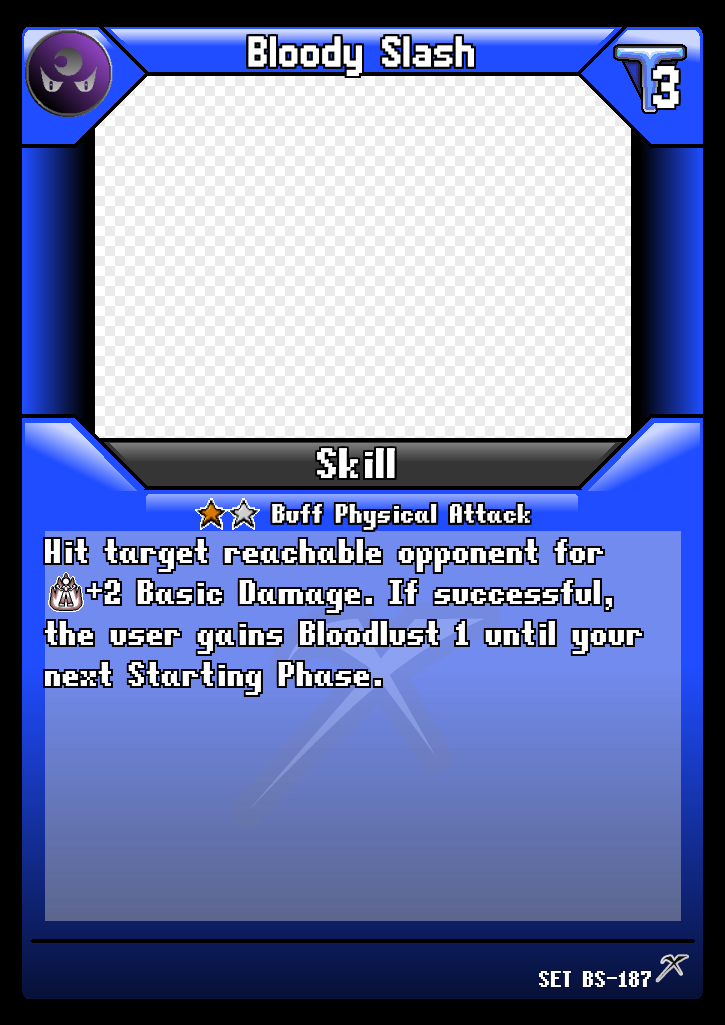 Bloody Slash
3
Skill
Buff Physical Attack
Hit target reachable opponent for
+2 Basic Damage. If successful,
the user gains Bloodlust 1 until your
next Starting Phase.
SET BS-187